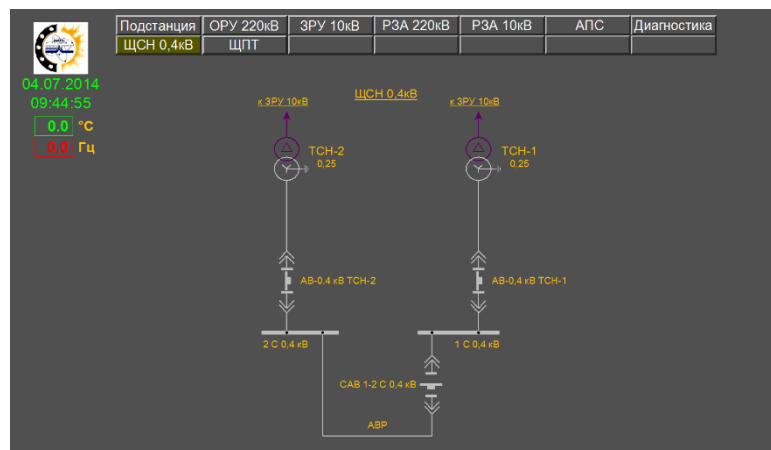 Подстанция ОРУ 220кВ ЗРУ 10кВ РЗА 220кВ РЗА 10кВ АПС Диагностика
ЩСН 0,4кВ ЩПТ
04.07.2014
09:44:55
0,0 °C
0,0 Гц
ЩСН 0,4кВ
к ЗРУ 10кВ к ЗРУ 10кВ
ТСН-2 ТСН-1
0,25 0,25
АВ-0,4 кВ ТСН-2 АВ-0,4 кВ ТСН-1
2 С 0,4 кВ 1 С 0,4 кВ
САВ 1-2 С 0,4 кВ
АВР